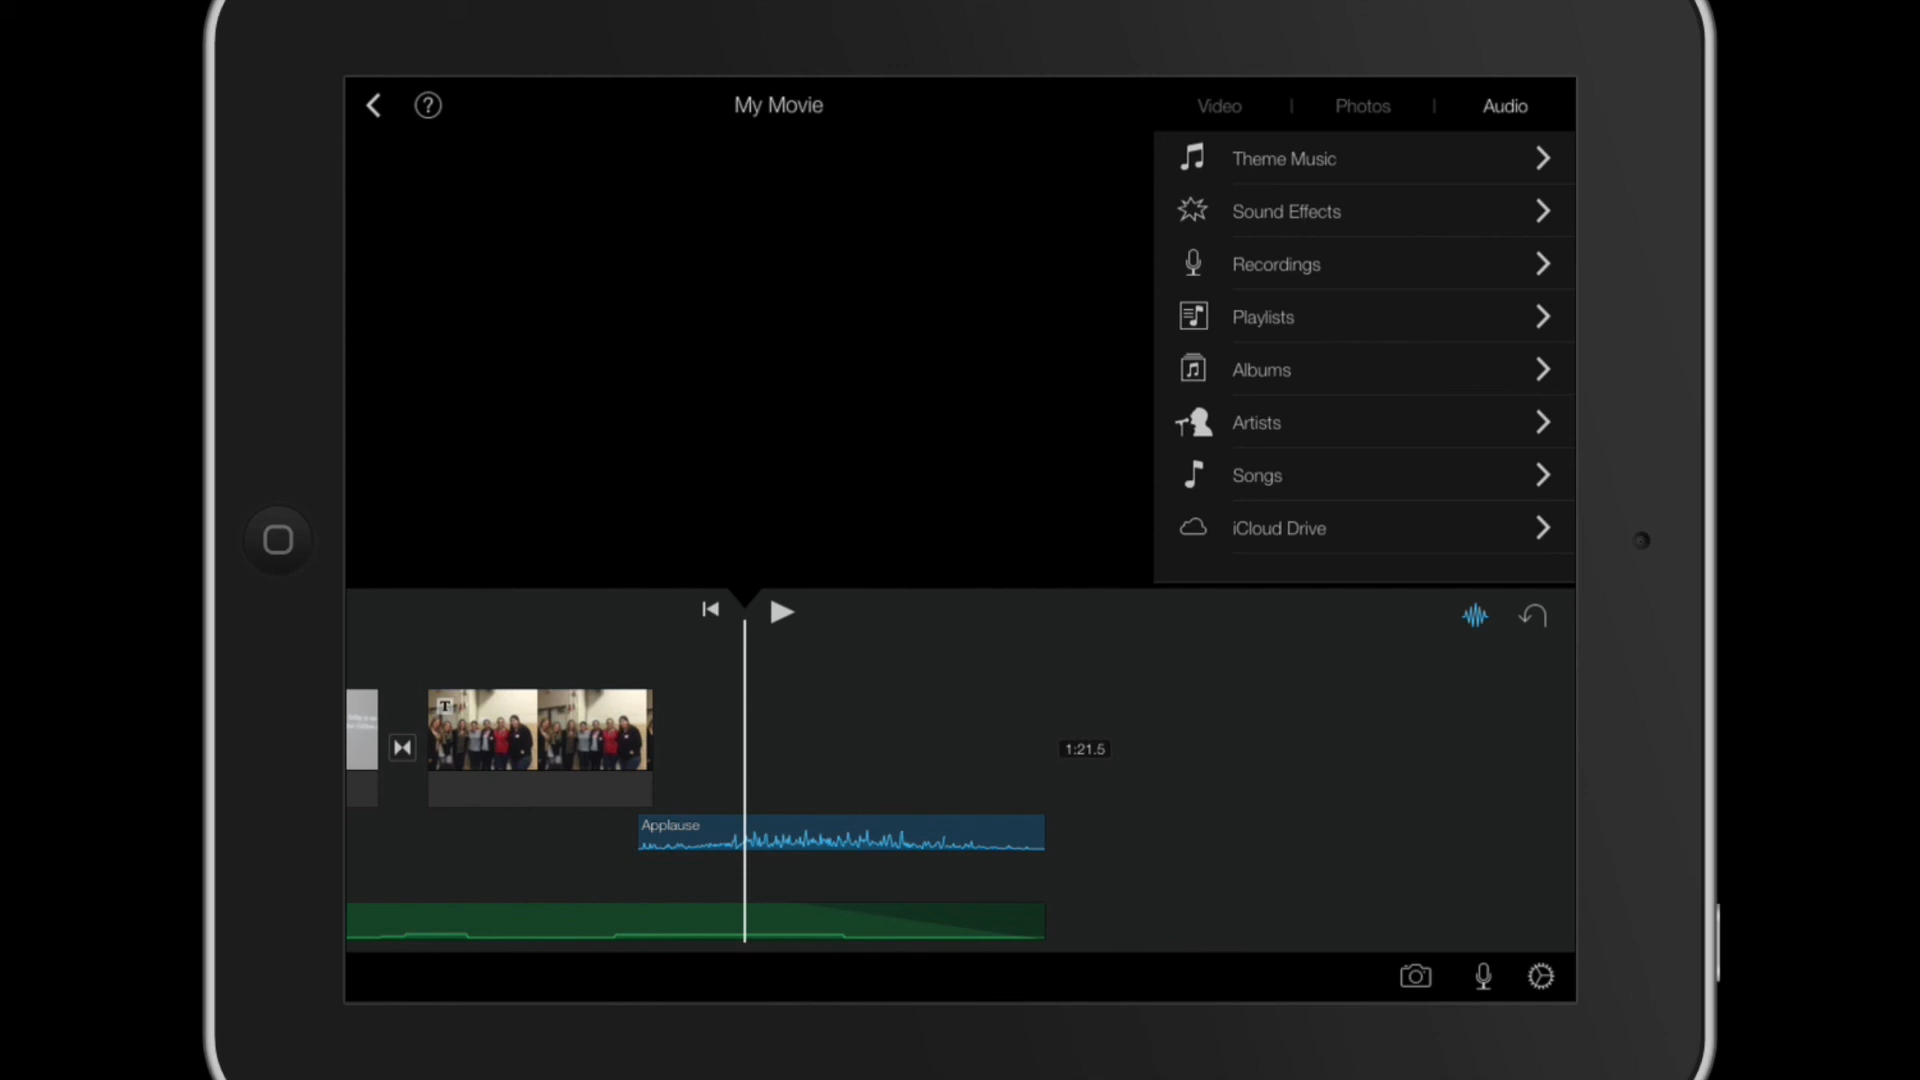 ?
My Movie
Video | Photos | Audio
Theme Music
Sound Effects
Recordings
Playlists
Albums
Artists
Songs
iCloud Drive
T
1:21.5
Applause